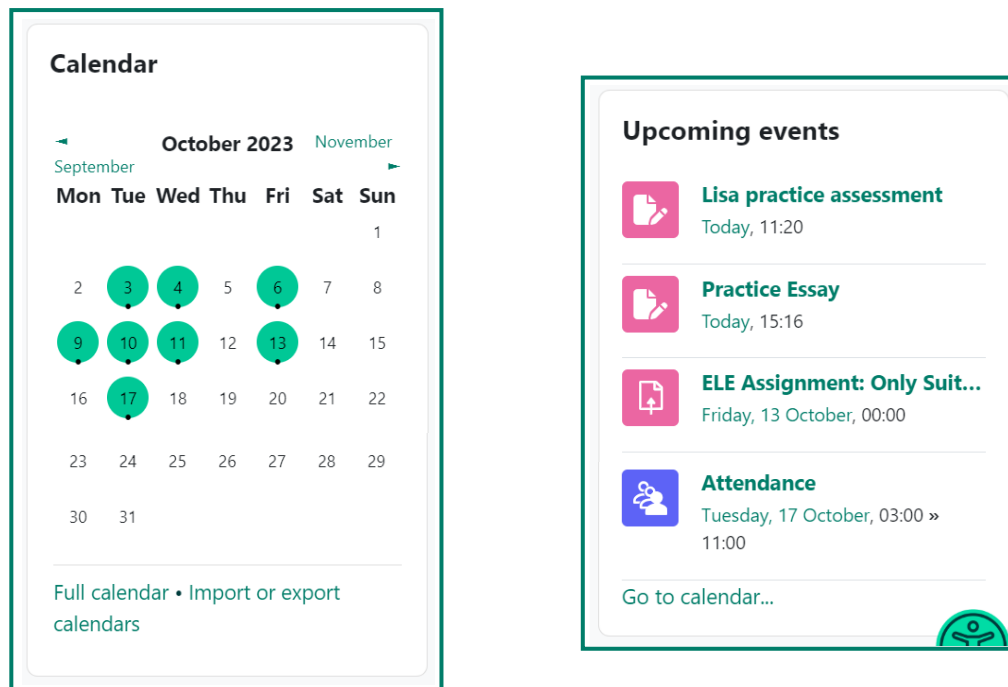 Calendar
◄ October 2023 November
September ►
Mon Tue Wed Thu Fri Sat Sun
1
2 3 4 5 6 7 8
9 10 11 12 13 14 15
16 17 18 19 20 21 22
23 24 25 26 27 28 29
30 31
Full calendar • Import or export
calendars
Upcoming events
Lisa practice assessment
Today, 11:20
Practice Essay
Today, 15:16
ELE Assignment: Only Suit...
Friday, 13 October, 00:00
Attendance
Tuesday, 17 October, 03:00 »
11:00
Go to calendar...